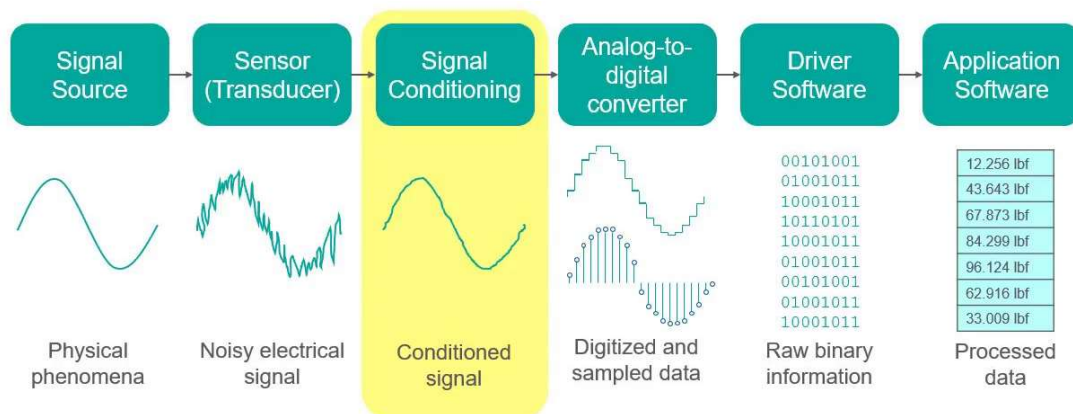 Signal
Source
Sensor
(Transducer)
Signal
Conditioning
Analog-to-
digital
converter
Driver
Software
Application
Software
00101001
01001011
10001011
10110101
10001011
01001011
00101001
01001011
10001011
12.256 lbf
43.643 lbf
67.873 lbf
84.299 lbf
96.124 lbf
62.916 lbf
33.009 lbf
Physical
phenomena
Noisy electrical
signal
Conditioned
signal
Digitized and
sampled data
Raw binary
information
Processed
data